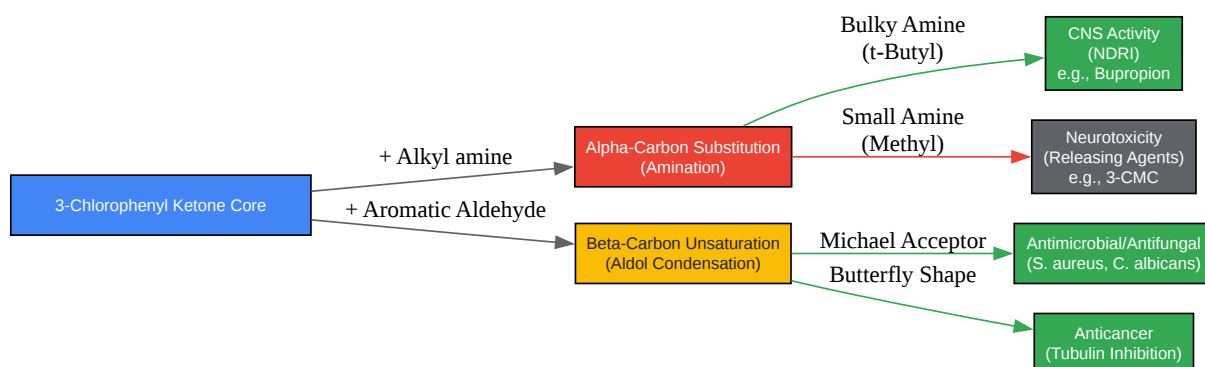 3-Chlorophenyl Ketone Core
+ Alkyl amine
+ Aromatic Aldehyde
Alpha-Carbon Substitution
(Amination)
Beta-Carbon Unsaturation
(Aldol Condensation)
Bulky Amine
(t-Butyl)
Small Amine
(Methyl)
Michael Acceptor
Butterfly Shape
CNS Activity
(NDRI)
e.g., Bupropion
Neurotoxicity
(Releasing Agents)
e.g., 3-CMC
Antimicrobial/Antifungal
(S. aureus, C. albicans)
Anticancer
(Tubulin Inhibition)